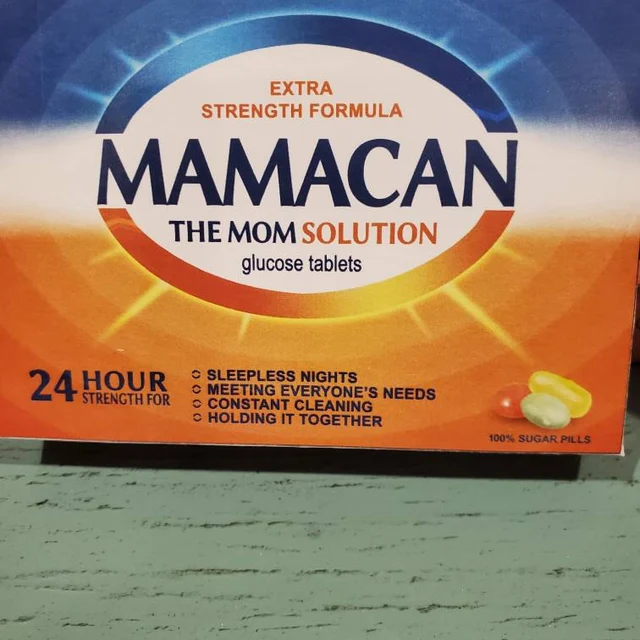 EXTRA
STRENGTH FORMULA
MAMACAN
THE MOM SOLUTION
glucose tablets
24 HOUR
STRENGTH FOR
SLEEPLESS NIGHTS
MEETING EVERYONE'S NEEDS
CONSTANT CLEANING
HOLDING IT TOGETHER
100% SUGAR PILLS